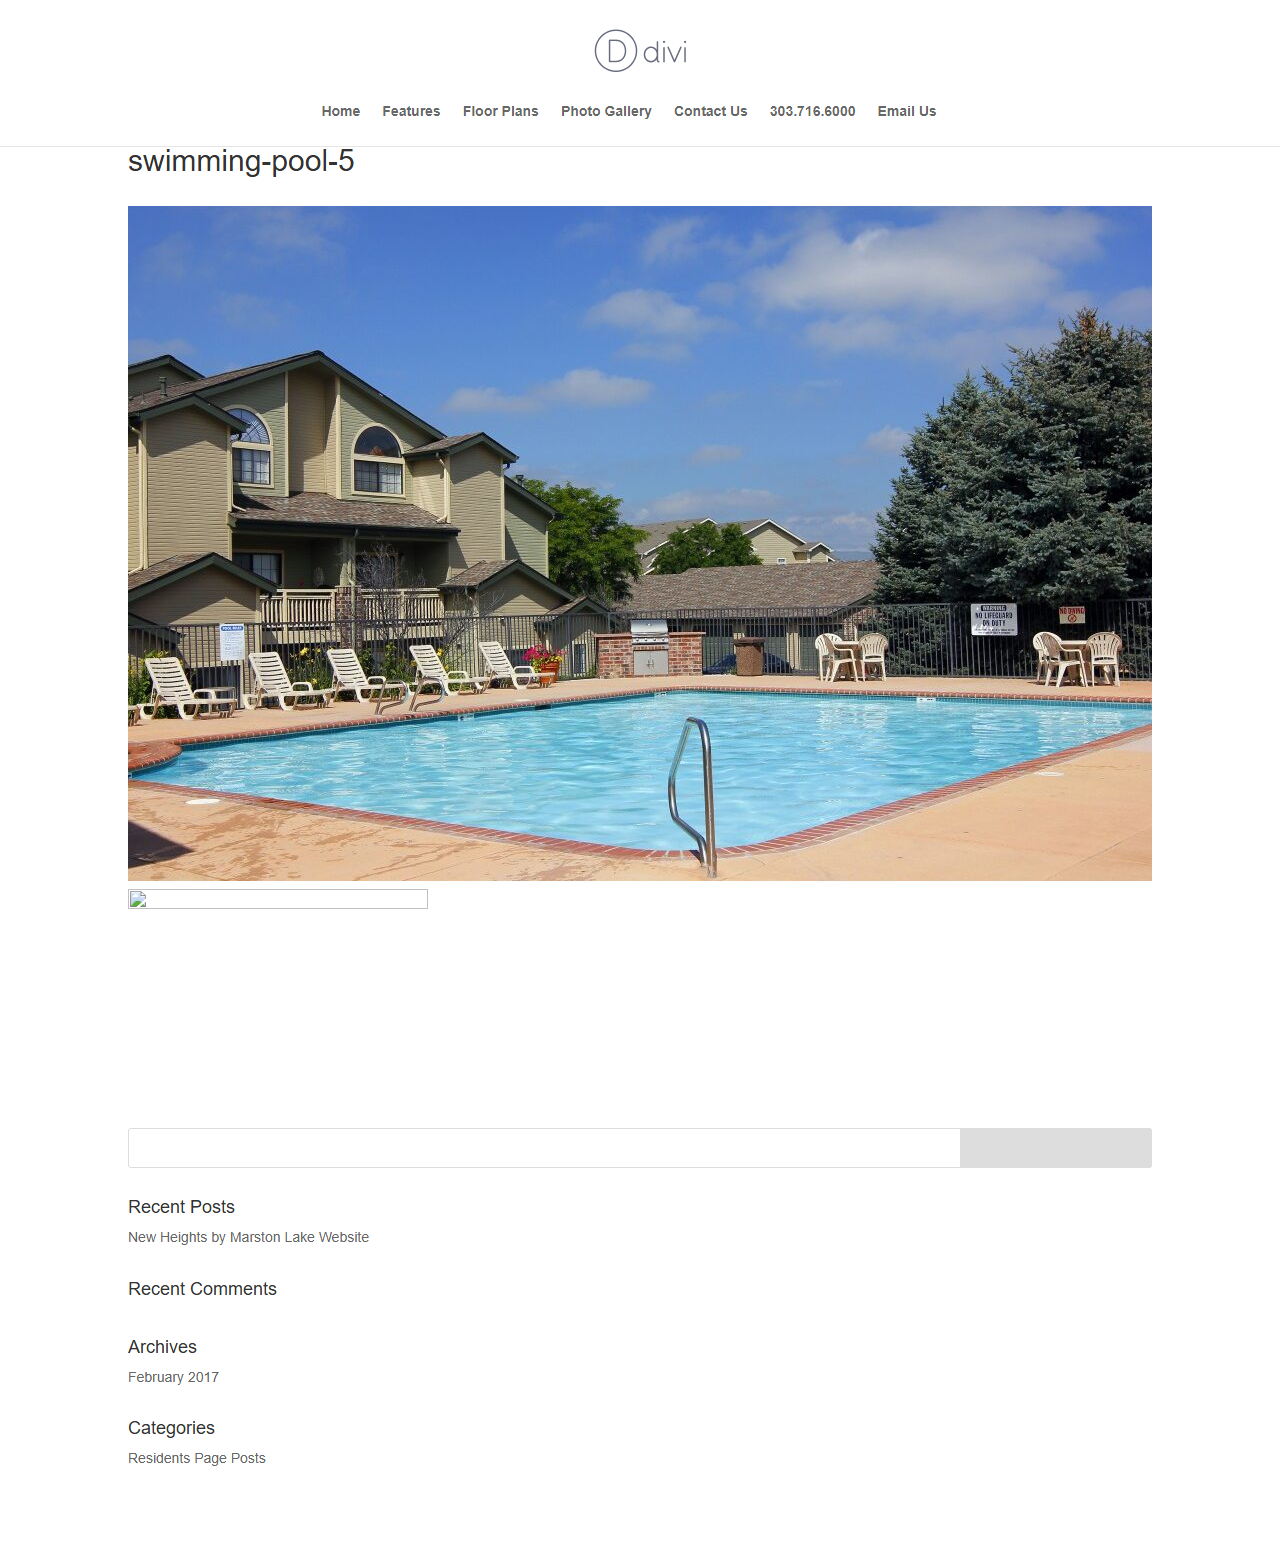 D divi
Home Features Floor Plans Photo Gallery Contact Us 303.716.6000 Email Us
swimming-pool-5
POOL RULES
WARNING
NO LIFEGUARD
ON DUTY
NO DIVING
Recent Posts
New Heights by Marston Lake Website
Recent Comments
Archives
February 2017
Categories
Residents Page Posts